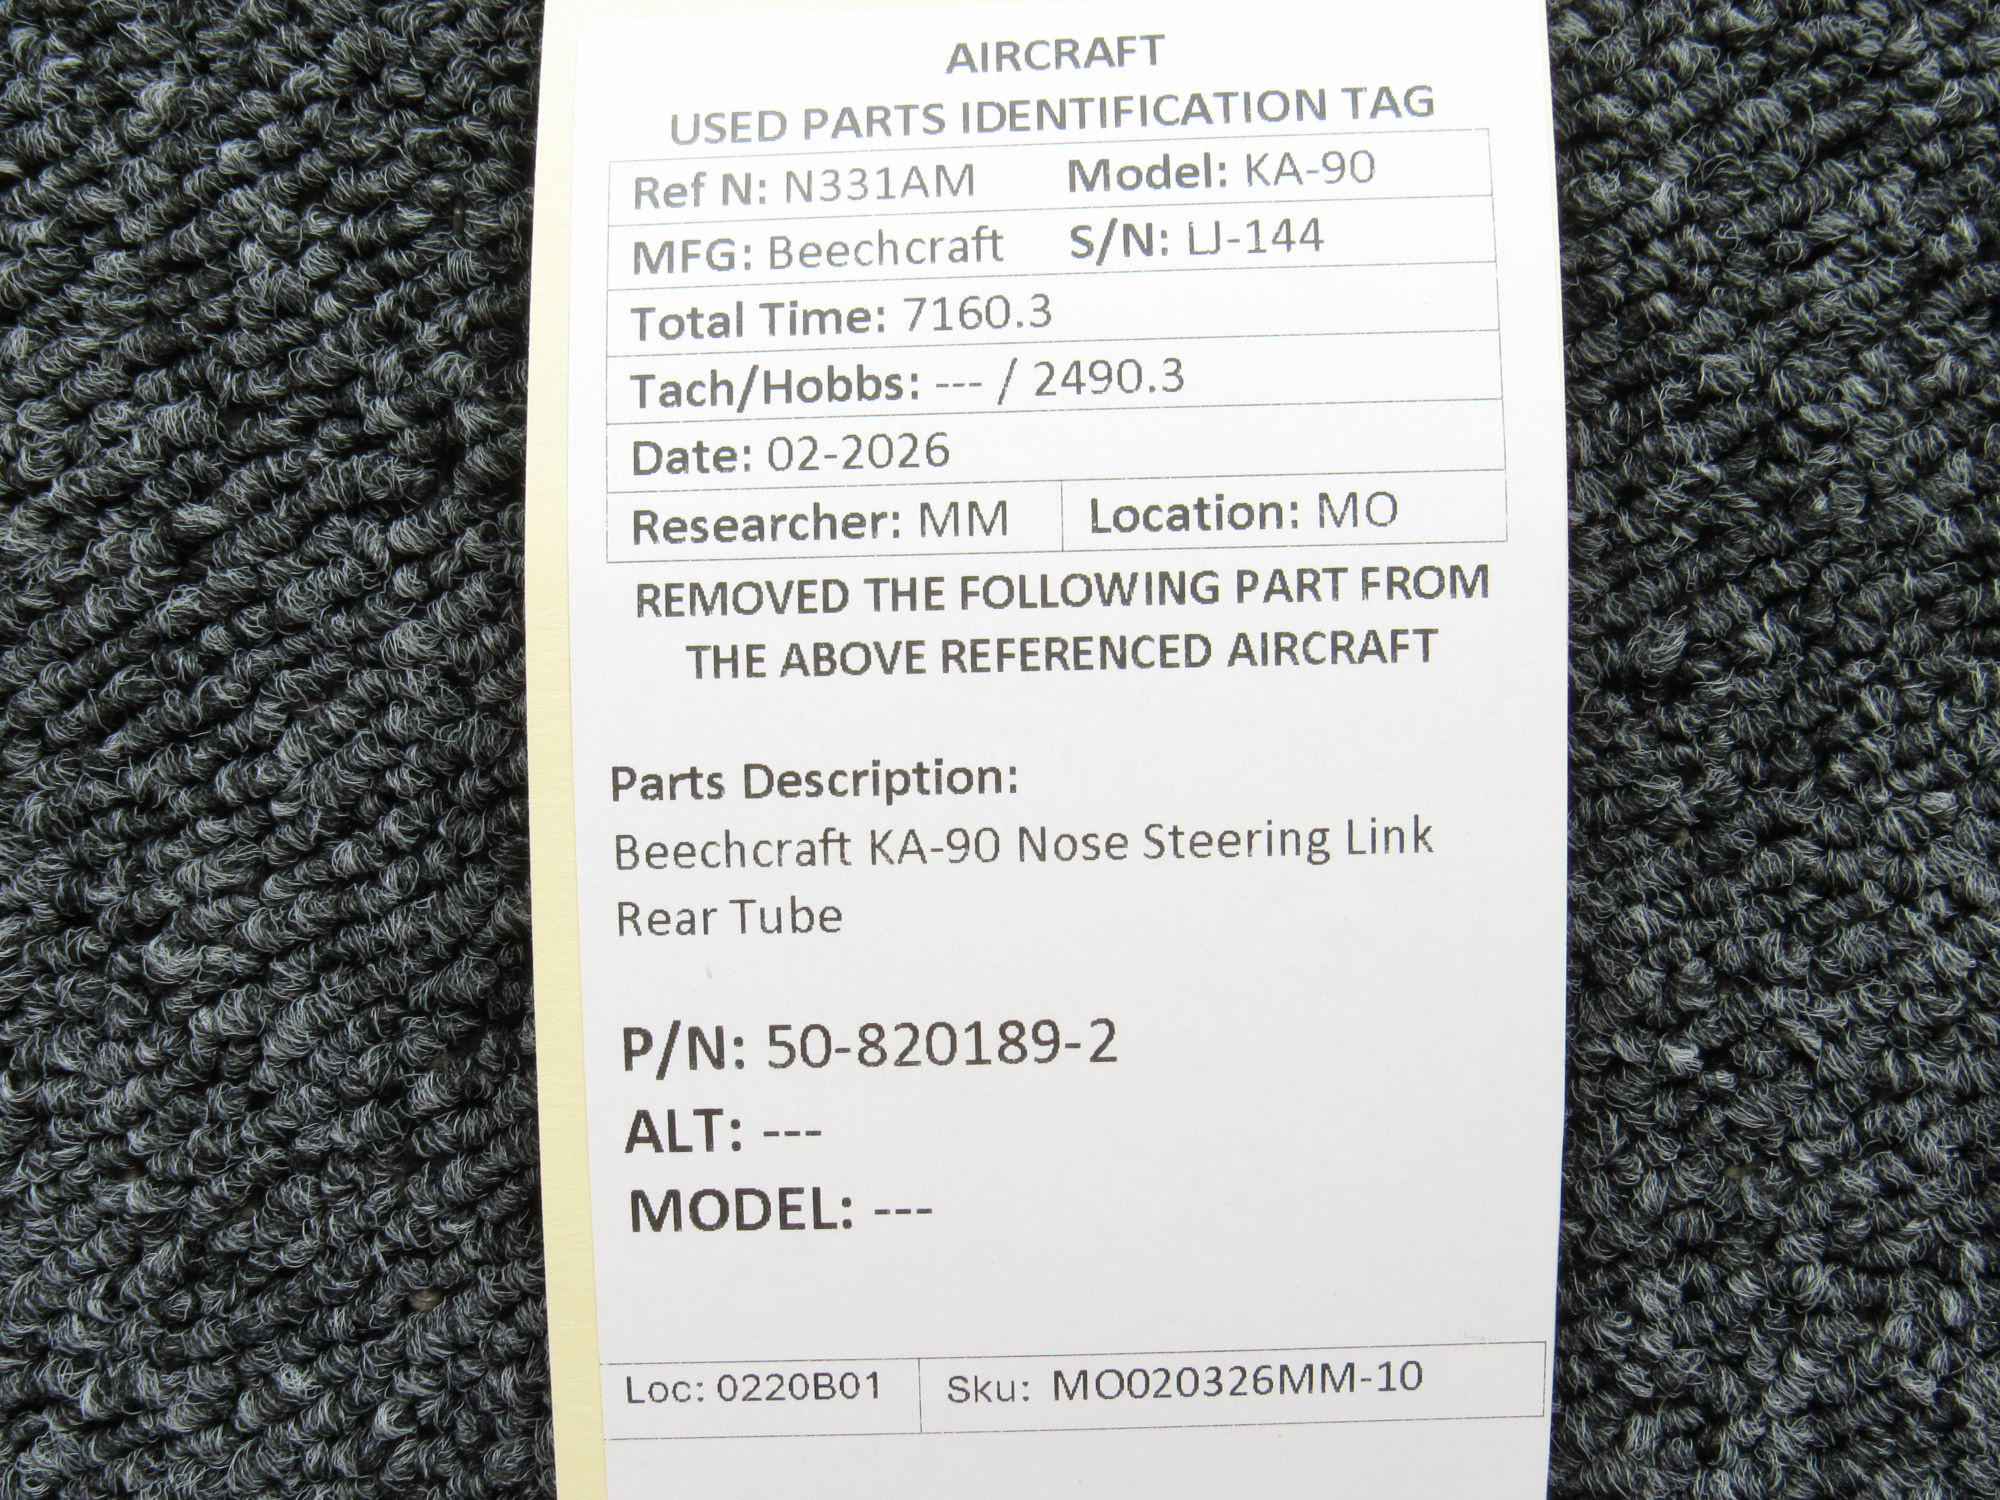 AIRCRAFT
USED PARTS IDENTIFICATION TAG
Ref N: N331AM Model: KA-90
MFG: Beechcraft S/N: LJ-144
Total Time: 7160.3
Tach/Hobbs: --- / 2490.3
Date: 02-2026
Researcher: MM Location: MO
REMOVED THE FOLLOWING PART FROM
THE ABOVE REFERENCED AIRCRAFT
Parts Description:
Beechcraft KA-90 Nose Steering Link
Rear Tube
P/N: 50-820189-2
ALT: ---
MODEL: ---
Loc: 0220B01 Sku: MO020326MM-10